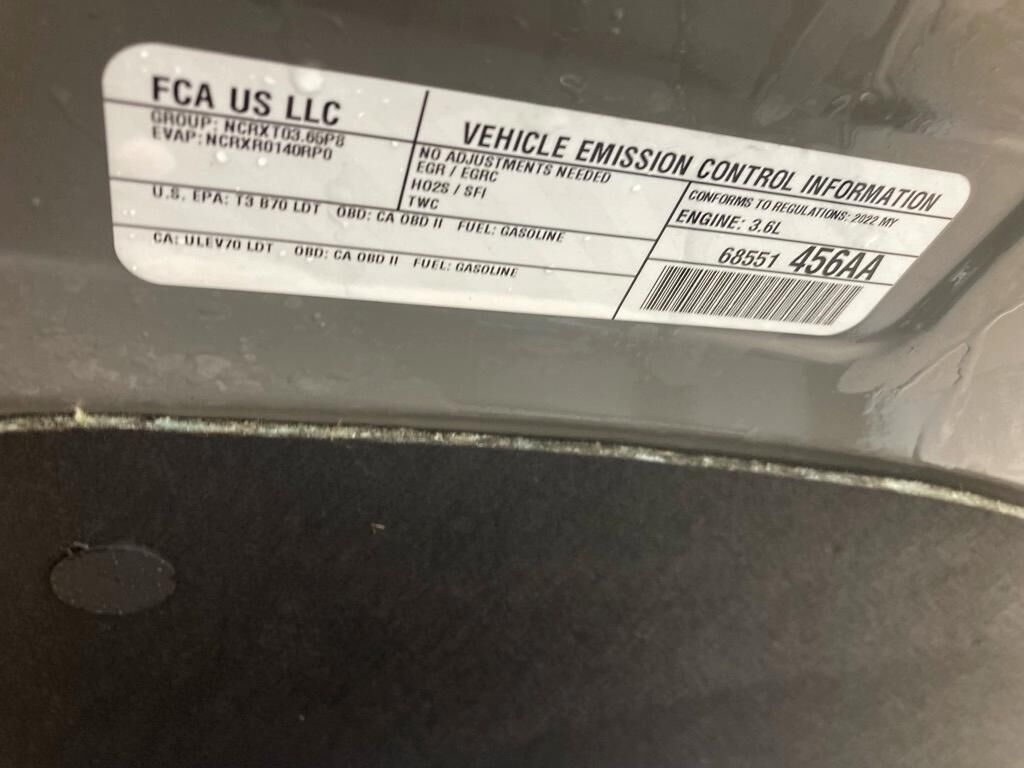 FCA US LLC
GROUP: NCRXT03.65P8
EVAP: NCRXR0140RP0
VEHICLE EMISSION CONTROL INFORMATION
NO ADJUSTMENTS NEEDED
EGR / EGRC
HO2S / SFI
TWC
CONFORMS TO REGULATIONS: 2022 MY
ENGINE: 3.6L
U.S. EPA: T3 B70 LDT OBD: CA OBD II FUEL: GASOLINE
CA: ULEV70 LDT OBD: CA OBD II FUEL: GASOLINE
68551 456AA